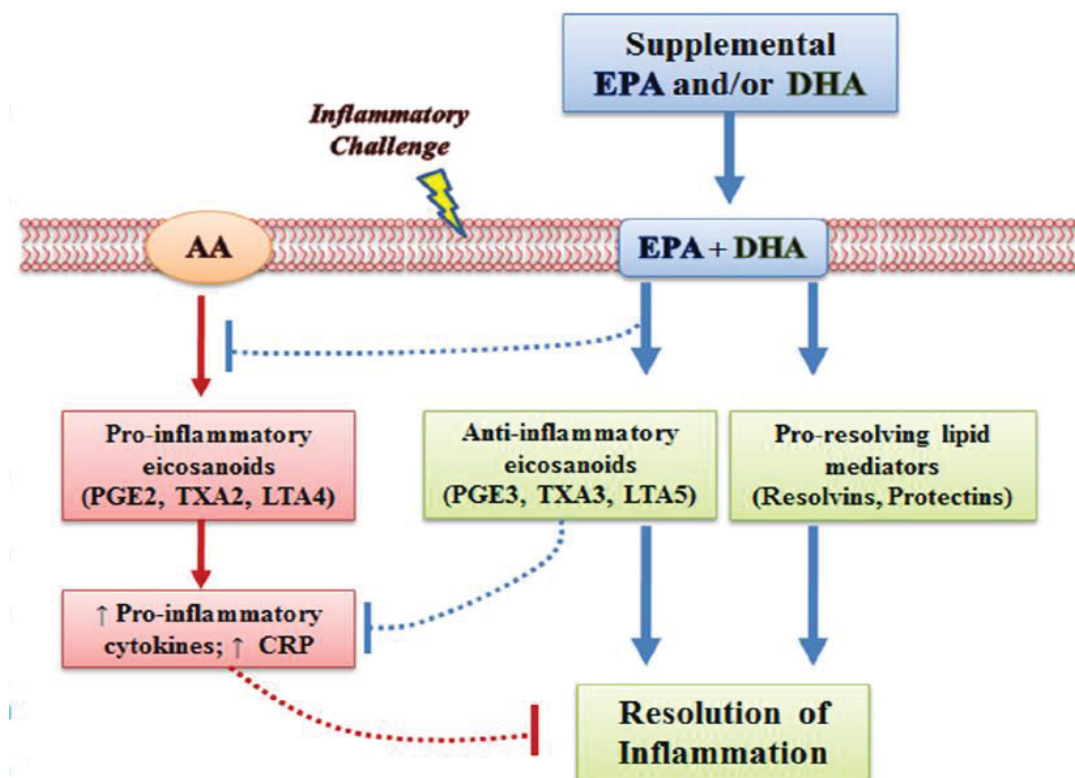 Supplemental
EPA and/or DHA
Inflammatory
Challenge
AA
EPA + DHA
Pro-inflammatory
eicosanoids
(PGE2, TXA2, LTA4)
Anti-inflammatory
eicosanoids
(PGE3, TXA3, LTA5)
Pro-resolving lipid
mediators
(Resolvins, Protectins)
↑ Pro-inflammatory
cytokines; ↑ CRP
Resolution of
Inflammation